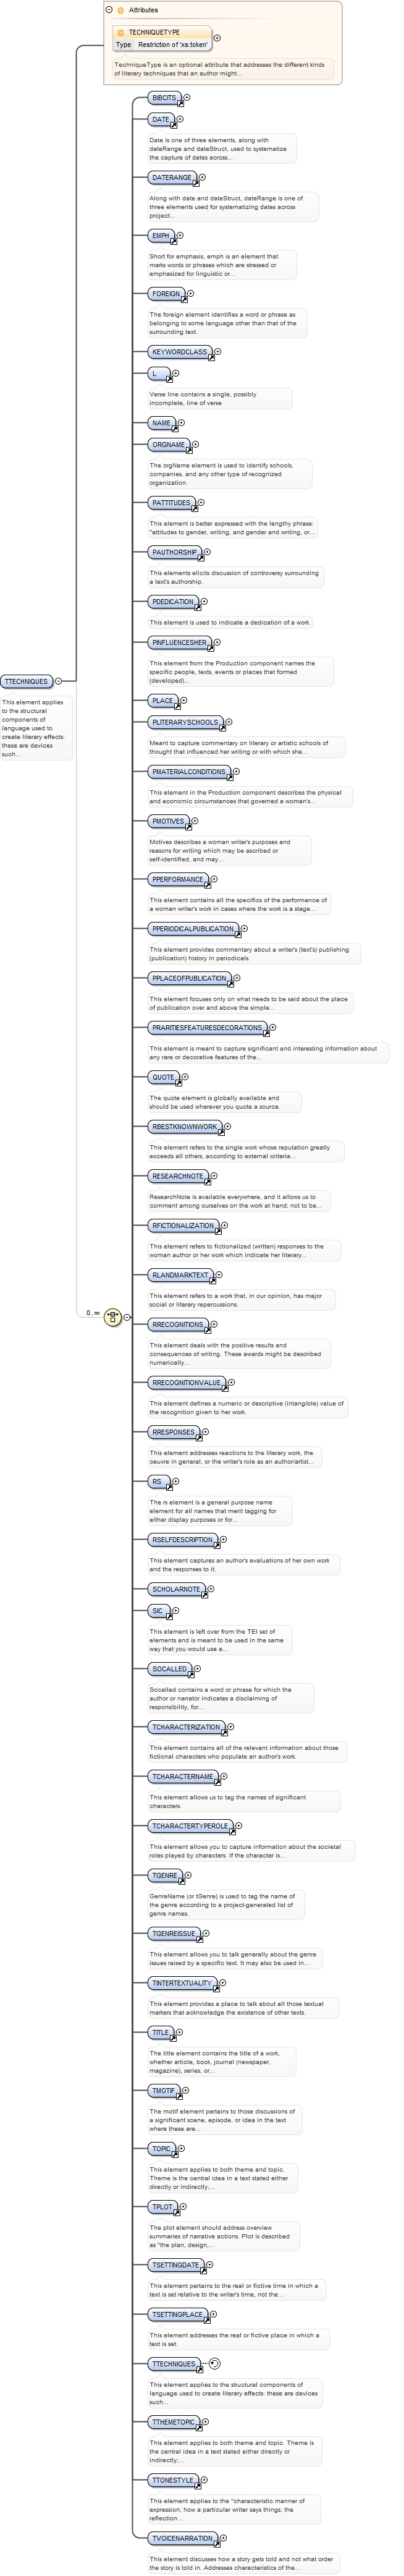 Attributes
TECHNIQUETYPE
Type Restriction of 'xs:token'
TechniqueType is an optional attribute that addresses the different kinds
of literary techniques that an author might...
BIBCITS
DATE
Date is one of three elements, along with
dateRange and dateStruct, used to systematize
the capture of dates across...
DATERANGE
Along with date and dateStruct, dateRange is one of
three elements used for systematizing dates across
project...
EMPH
Short for emphasis, emph is an element that
marks words or phrases which are stressed or
emphasized for linguistic or...
FOREIGN
The foreign element identifies a word or phrase as
belonging to some language other than that of the
surrounding text.
KEYWORDCLASS
L
Verse line contains a single, possibly
incomplete, line of verse
NAME
ORGNAME
The orgName element is used to identify schools,
companies, and any other type of recognized
organization.
PATTITUDES
This element is better expressed with the lengthy phrase:
"attitudes to gender, writing, and gender and writing, or...
PAUTHORSHIP
This elements elicits discussion of controversy surrounding
a text's authorship.
PDEDICATION
This element is used to indicate a dedication of a work
PINFLUENCESHER
This element from the Production component names the
specific people, texts, events or places that formed
(developed)...
TTECHNIQUES
This element applies
to the structural
components of
language used to
create literary effects:
these are devices
such...
PLACE
PLITERARYSCHOOLS
Meant to capture commentary on literary or artistic schools of
thought that influenced her writing or with which she...
PMATERIALCONDITIONS
This element in the Production component describes the physical
and economic circumstances that governed a woman's...
PMOTIVES
Motives describes a woman writer's purposes and
reasons for writing which may be ascribed or
self-identified, and may...
PPERFORMANCE
This element contains all the specifics of the performance of
a woman writer's work in cases where the work is a stage...
PPERIODICALPUBLICATION
This element provides commentary about a writer's (text's) publishing
(publication) history in periodicals.
PPLACEOFPUBLICATION
This element focuses only on what needs to be said about the place
of publication over and above the simple...
PRARITIESFEATURESDECORATIONS
This element is meant to capture significant and interesting information about
any rare or decorative features of the...
QUOTE
The quote element is globally available and
should be used wherever you quote a source.
RBESTKNOWNWORK
This element refers to the single work whose reputation greatly
exceeds all others, according to external criteria...
RESEARCHNOTE
ResearchNote is available everywhere, and it allows us to
comment among ourselves on the work at hand; not to be...
RFICTIONALIZATION
This element refers to fictionalized (written) responses to the
woman author or her work which indicate her literary...
RLANDMARKTEXT
This element refers to a work that, in our opinion, has major
social or literary repercussions.
0..∞
RRECOGNITIONS
This element deals with the positive results and
consequences of writing. These awards might be described
numerically...
RRECOGNITIONVALUE
This element defines a numeric or descriptive (intangible) value of
the recognition given to her work.
RRESPONSES
This element addresses reactions to the literary work, the
oeuvre in general, or the writer's role as an author/artist...
RS
The rs element is a general purpose name
element for all names that merit tagging for
either display purposes or for...
RSELFDESCRIPTION
This element captures an author's evaluations of her own work
and the responses to it.
SCHOLARNOTE
SIC
This element is left over from the TEI set of
elements and is meant to be used in the same
way that you would use a...
SOCALLED
Socalled contains a word or phrase for which the
author or narrator indicates a disclaiming of
responsibility, for...
TCHARACTERIZATION
This element contains all of the relevant information about those
fictional characters who populate an author's work.
TCHARACTERNAME
This element allows us to tag the names of significant
characters.
TCHARACTERTYPEROLE
This element allows you to capture information about the societal
roles played by characters. If the character is...
TGENRE
GenreName (or tGenre) is used to tag the name of
the genre according to a project-generated list of
genre names.
TGENREISSUE
This element allows you to talk generally about the genre
issues raised by a specific text. It may also be used in...
TINTERTEXTUALITY
This element provides a place to talk about all those textual
markers that acknowledge the existence of other texts.
TITLE
The title element contains the title of a work,
whether article, book, journal (newspaper,
magazine), series, or...
TMOTIF
The motif element pertains to those discussions of
a significant scene, episode, or idea in the text
where these are...
TOPIC
This element applies to both theme and topic.
Theme is the central idea in a text stated either
directly or indirectly;...
TPLOT
The plot element should address overview
summaries of narrative actions. Plot is described
as "the plan, design,...
TSETTINGDATE
This element pertains to the real or fictive time in which a
text is set relative to the writer's time, not the...
TSETTINGPLACE
This element addresses the real or fictive place in which a
text is set.
TTECHNIQUES
This element applies to the structural components of
language used to create literary effects: these are devices
such...
TTHEMETOPIC
This element applies to both theme and topic. Theme is
the central idea in a text stated either directly or
indirectly;...
TTONESTYLE
This element applies to the "characteristic manner of
expression; how a particular writer says things; the
reflection...
TVOICENARRATION
This element discusses how a story gets told and not what order
the story is told in. Addresses characteristics of the...